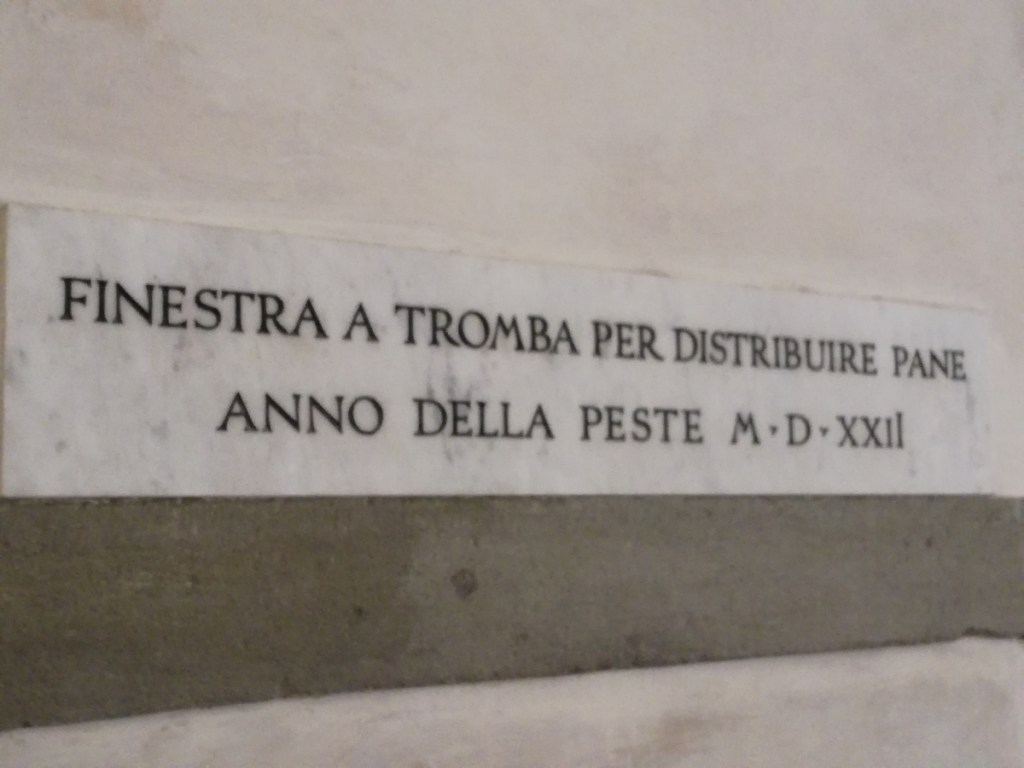 FINESTRA A TROMBA PER DISTRIBUIRE PANE
ANNO DELLA PESTE M·D·XXII